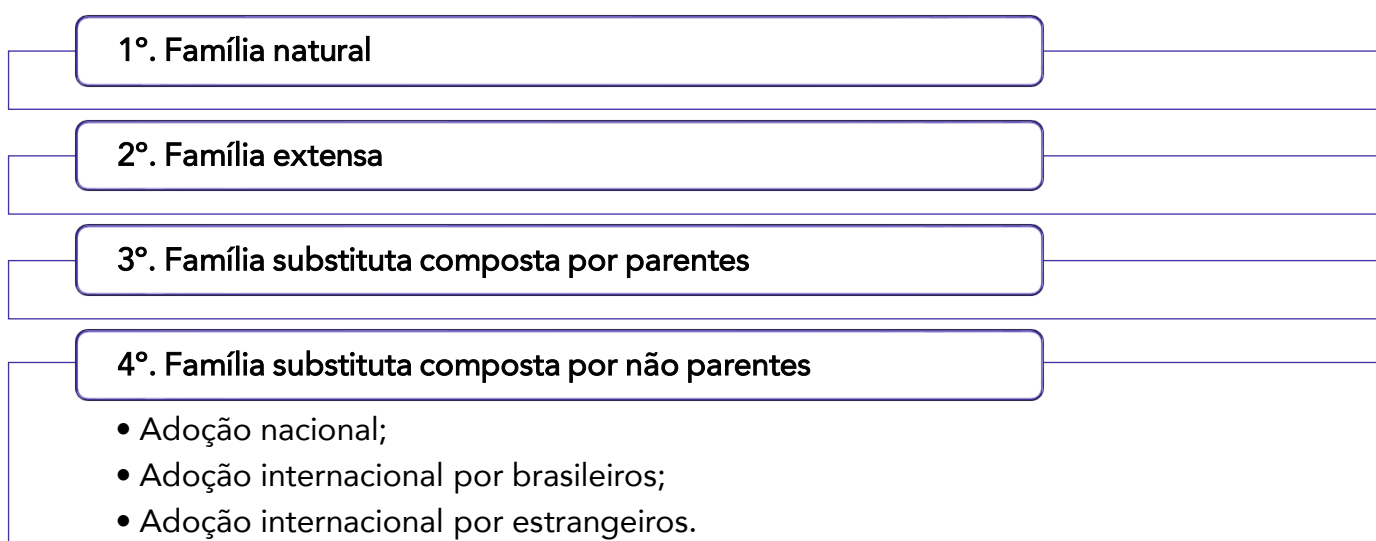 1º. Família natural
2º. Família extensa
3º. Família substituta composta por parentes
4º. Família substituta composta por não parentes
• Adoção nacional;
• Adoção internacional por brasileiros;
• Adoção internacional por estrangeiros.